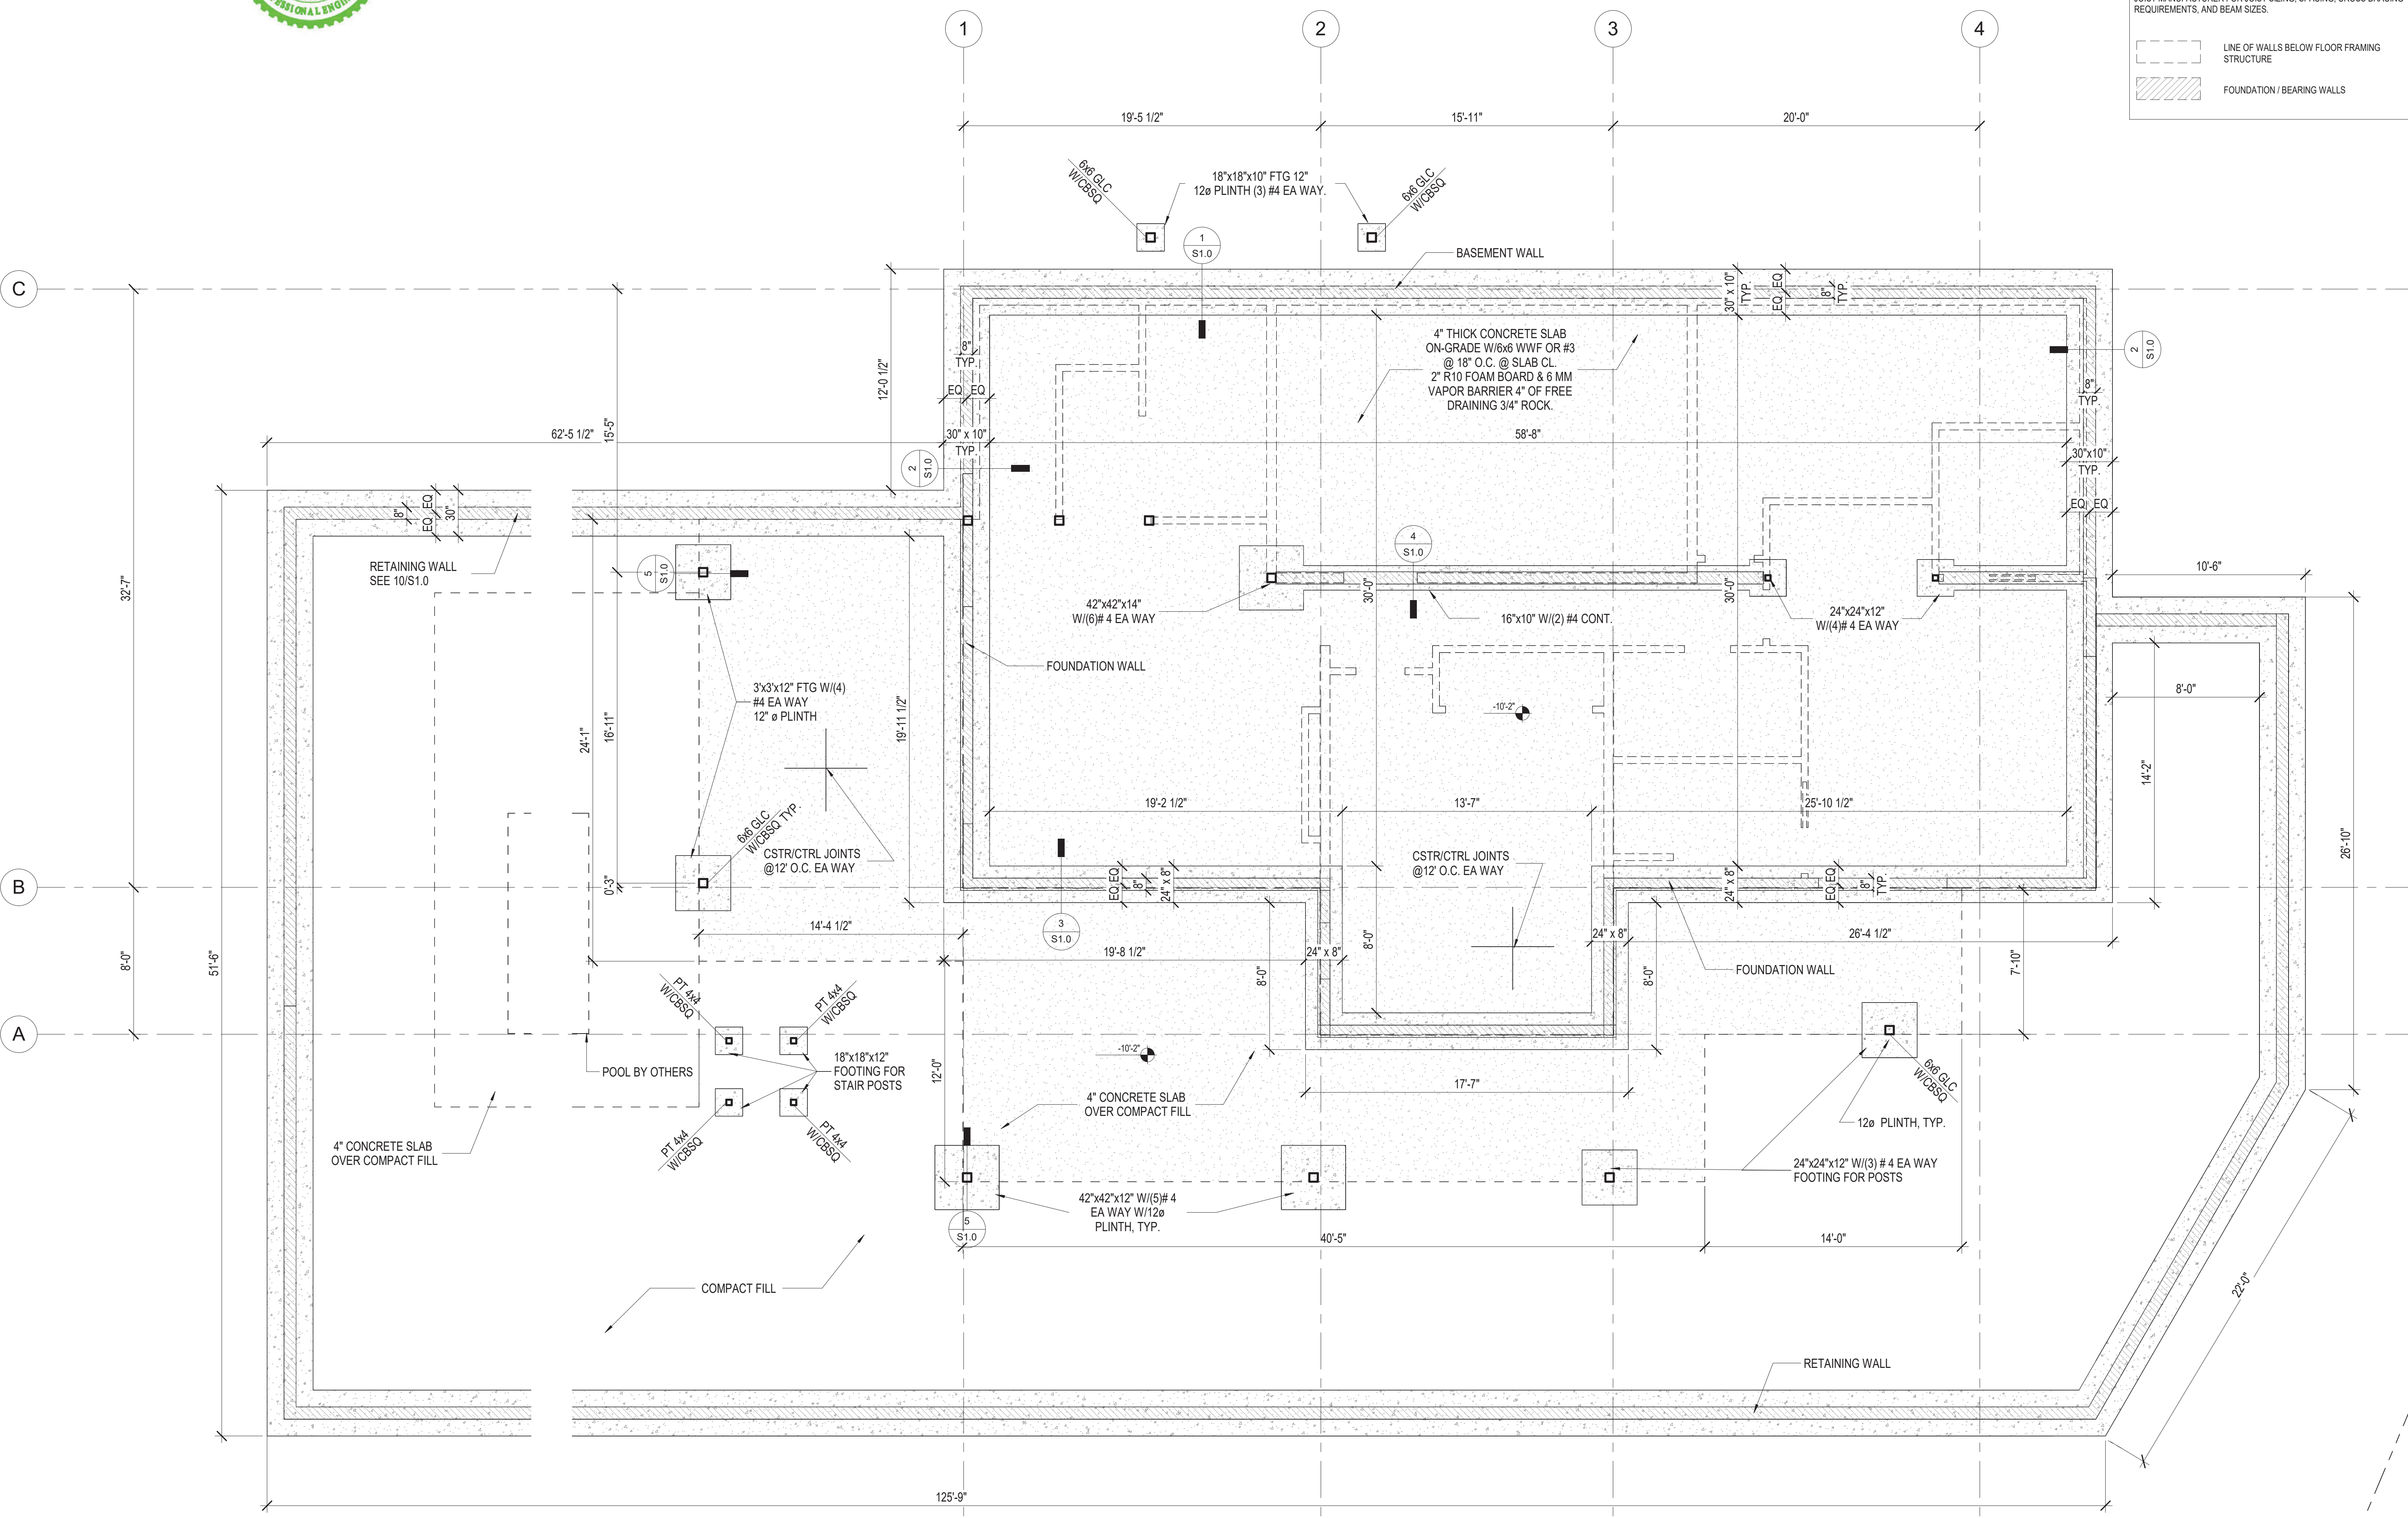 PROFESSIONAL ENGIN
REQUIREMENTS, AND BEAM SIZES.
LINE OF WALLS BELOW FLOOR FRAMING
STRUCTURE
FOUNDATION / BEARING WALLS
1
2
3
4
19'-5 1/2"
15'-11"
20'-0"
6x6 GLC
W/CBSQ
18"x18"x10" FTG 12"
12ø PLINTH (3) #4 EA WAY.
6x6 GLC
W/CBSQ
1
S1.0
BASEMENT WALL
C
30" x 10"
TYP.
EQ
EQ
8"
TYP.
4" THICK CONCRETE SLAB
ON-GRADE W/6x6 WWF OR #3
@ 18" O.C. @ SLAB CL.
2" R10 FOAM BOARD & 6 MM
VAPOR BARRIER 4" OF FREE
DRAINING 3/4" ROCK.
2
S1.0
8"
TYP.
12'-0 1/2"
EQ
EQ
8"
TYP.
62'-5 1/2"
15'-5"
30" x 10"
TYP.
58'-8"
30"x10"
TYP.
2
S1.0
EQ
EQ
8"
EQ
EQ
30"
RETAINING WALL
SEE 10/S1.0
5
S1.0
4
S1.0
32'-7"
10'-6"
42"x42"x14"
W/(6)# 4 EA WAY
30'-0"
30'-0"
16"x10" W/(2) #4 CONT.
24"x24"x12"
W/(4)# 4 EA WAY
FOUNDATION WALL
3'x3'x12" FTG W/(4)
#4 EA WAY
12" ø PLINTH
8'-0"
-10'-2"
24'-1"
16'-11"
19'-11 1/2"
14'-2"
19'-2 1/2"
13'-7"
25'-10 1/2"
26'-10"
6x6 GLC
W/CBSQ TYP.
CSTR/CTRL JOINTS
@12' O.C. EA WAY
CSTR/CTRL JOINTS
@12' O.C. EA WAY
B
0'-3"
EQ
EQ
8"
24" x 8"
24" x 8"
EQ
EQ
8"
TYP.
14'-4 1/2"
3
S1.0
24" x 8"
26'-4 1/2"
8'-0"
51'-6"
19'-8 1/2"
24" x 8"
8'-0"
8'-0"
8'-0"
FOUNDATION WALL
7'-10"
PT 4x4
W/CBSQ
PT 4x4
W/CBSQ
A
-10'-2"
POOL BY OTHERS
18"x18"x12"
FOOTING FOR
STAIR POSTS
12'-0"
17'-7"
6x6 GLC
W/CBSQ
4" CONCRETE SLAB
OVER COMPACT FILL
12ø PLINTH, TYP.
PT 4x4
W/CBSQ
PT 4x4
W/CBSQ
4" CONCRETE SLAB
OVER COMPACT FILL
24"x24"x12" W/(3) # 4 EA WAY
FOOTING FOR POSTS
42"x42"x12" W/(5)# 4
EA WAY W/12ø
PLINTH, TYP.
5
S1.0
40'-5"
14'-0"
COMPACT FILL
22'-0"
RETAINING WALL
125'-9"